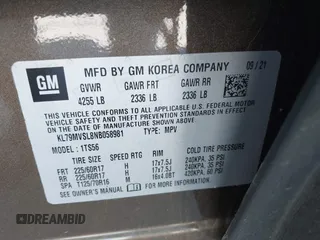 GM
MFD BY GM KOREA COMPANY 09/21
GVWR GAWR FRT GAWR RR
4255 LB 2336 LB 2336 LB
THIS VEHICLE CONFORMS TO ALL APPLICABLE
U.S. FEDERAL MOTOR VEHICLE SAFETY, BUMPER, AND
THEFT PREVENTION STANDARDS IN EFFECT ON THE DATE OF
MANUFACTURE SHOWN ABOVE.
KL79MVSL8NB058981 TYPE: MPV
MODEL: 1TS56
TIRE SIZE SPEED RTG RIM COLD TIRE PRESSURE
FRT 225/60R17 H 17x7.5J 240KPA, 35 PSI
RR 225/60R17 H 17x7.5J 240KPA, 35 PSI
SPA T125/70R16 M 16x4.0BT 420KPA, 60 PSI
SEE OWNER'S MANUAL FOR ADDITIONAL INFORMATION
DREAMBID